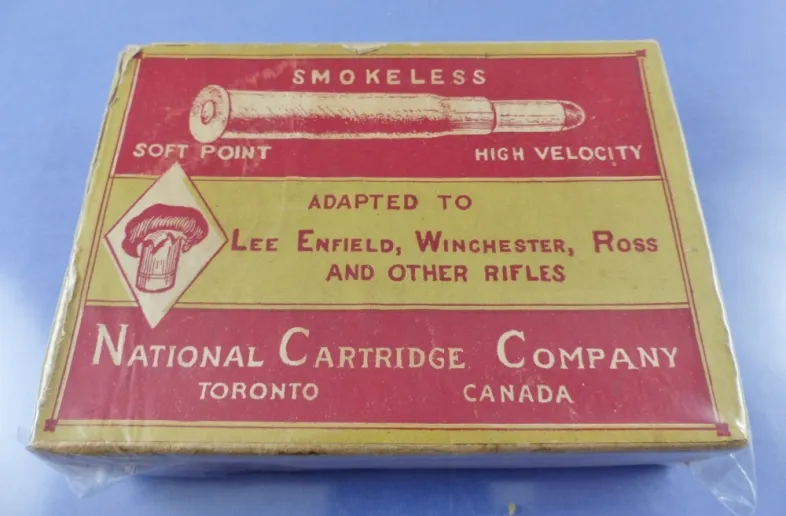 SMOKELESS
SOFT POINT HIGH VELOCITY
ADAPTED TO
LEE ENFIELD, WINCHESTER, ROSS
AND OTHER RIFLES
NATIONAL CARTRIDGE COMPANY
TORONTO CANADA